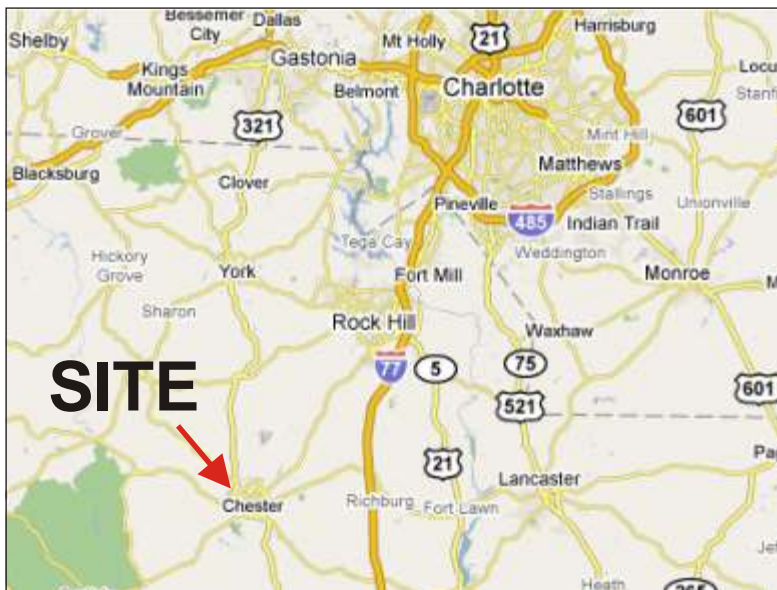 Bessemer City
Dallas
21
Harrisburg
Shelby
Mt Holly
Gastonia
Kings Mountain
Belmont
Charlotte
321
601
Grover
Mint Hill
Blacksburg
Clover
Matthews
Stallings
Pineville
485
Indian Trail
Unionville
Tega Cay
Weddington
Hickory Grove
York
Fort Mill
Monroe
Sharon
Rock Hill
Waxhaw
77
5
75
SITE
521
601
21
Lancaster
Chester
Richburg
Fort Lawn
Heath